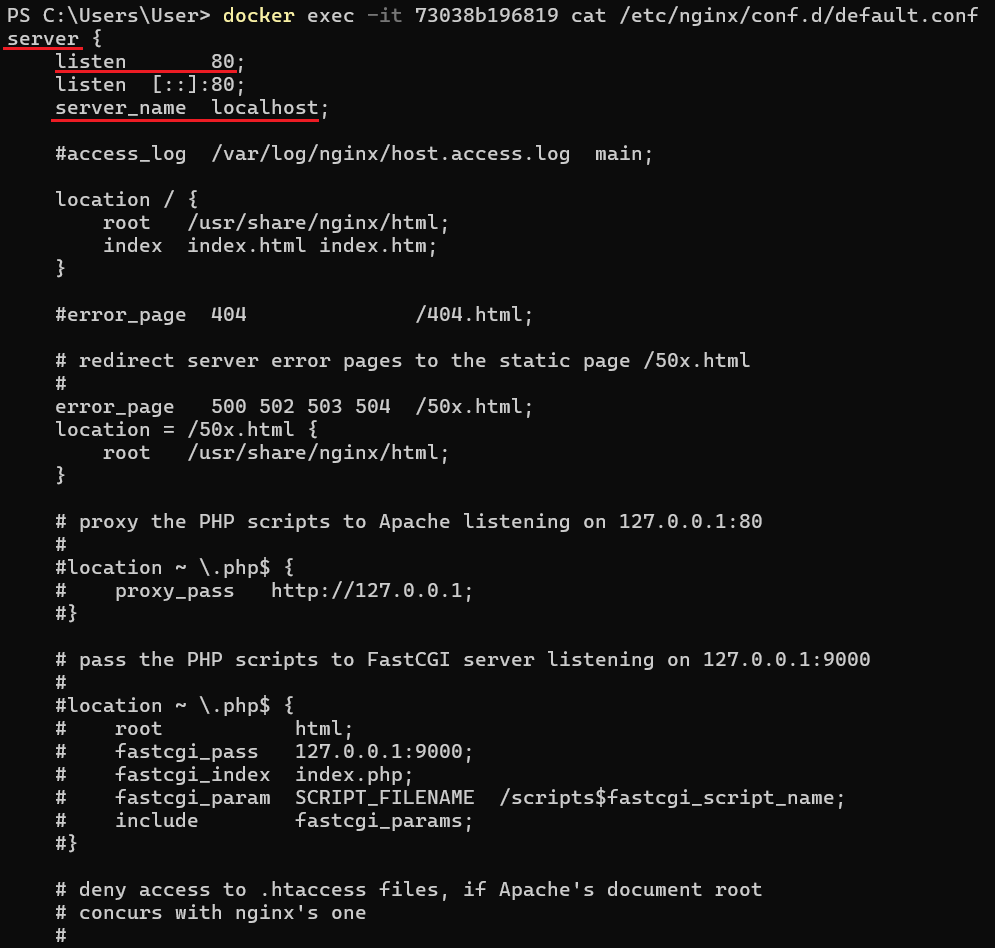 PS C:\Users\User> docker exec -it 73038b196819 cat /etc/nginx/conf.d/default.conf
server {
    listen       80;
    listen  [::]:80;
    server_name  localhost;

    #access_log  /var/log/nginx/host.access.log  main;

    location / {
        root   /usr/share/nginx/html;
        index  index.html index.htm;
    }

    #error_page  404              /404.html;

    # redirect server error pages to the static page /50x.html
    #
    error_page   500 502 503 504  /50x.html;
    location = /50x.html {
        root   /usr/share/nginx/html;
    }

    # proxy the PHP scripts to Apache listening on 127.0.0.1:80
    #
    #location ~ \.php$ {
    #    proxy_pass   http://127.0.0.1;
    #}

    # pass the PHP scripts to FastCGI server listening on 127.0.0.1:9000
    #
    #location ~ \.php$ {
    #    root           html;
    #    fastcgi_pass   127.0.0.1:9000;
    #    fastcgi_index  index.php;
    #    fastcgi_param  SCRIPT_FILENAME  /scripts$fastcgi_script_name;
    #    include        fastcgi_params;
    #}

    # deny access to .htaccess files, if Apache's document root
    # concurs with nginx's one
    #